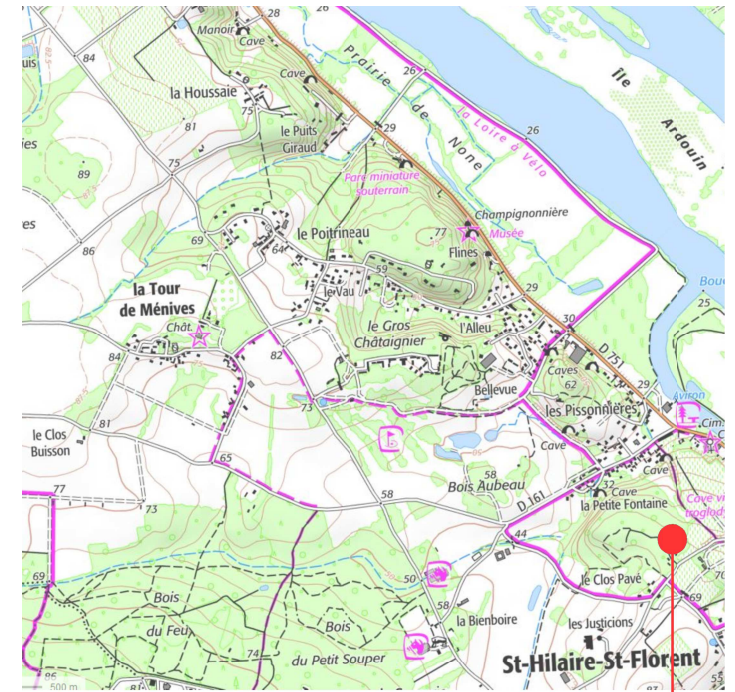 28
Manoir
Cave
84
Cave
26
Prairie
de
None
la Houssaie
75
le Puits
Giraud
29
la Loire à Vélo
26
Île
Ardouin
81
75
Parc miniature
souterrain
89
Champignonnière
Musée
77
Flines
86
69
64
le Poitrineau
59
29
25
la Tour
de Ménives
le Vau
Chât.
le Gros
Châtaignier
l'Alleu
30
D 751
84
82
Caves
62
29
Aviron
73
Bellevue
les Pissonnières
Cim.
le Clos
Buisson
81
65
Cave
Cave
58
Bois Aubeau
D 161
32
Cave
la Petite Fontaine
77
73
58
44
69
50
le Clos Pavé
69
70
Bois
du Feu
58
la Bienboire
les Justicions
Bois
du Petit Souper
74
St-Hilaire-St-Florent
86
81
87
55
500 m